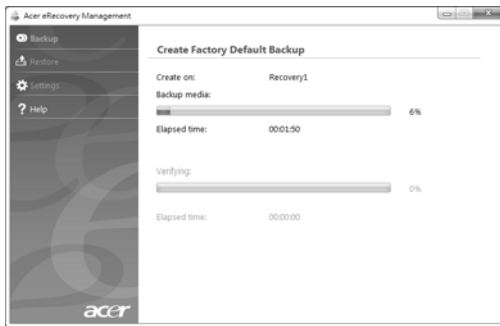 Acer eRecovery Management
Backup
Restore
Settings
Help
Create Factory Default Backup
Create on: Recovery1
Backup media:
6%
Elapsed time: 00:01:50
Verifying:
0%
Elapsed time: 00:00:00
acer